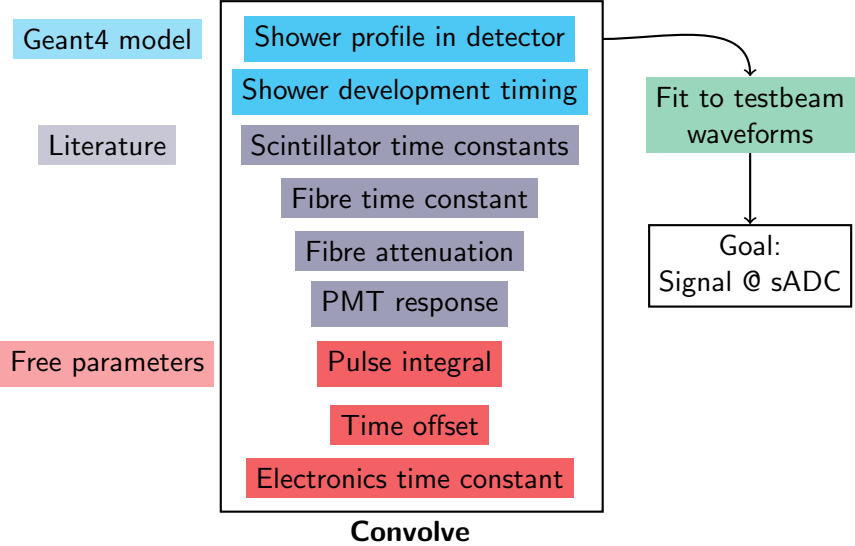 Geant4 model
Shower profile in detector
Shower development timing
Fit to testbeam
waveforms
Literature
Scintillator time constants
Fibre time constant
Fibre attenuation
Goal:
Signal @ sADC
PMT response
Free parameters
Pulse integral
Time offset
Electronics time constant
Convolve